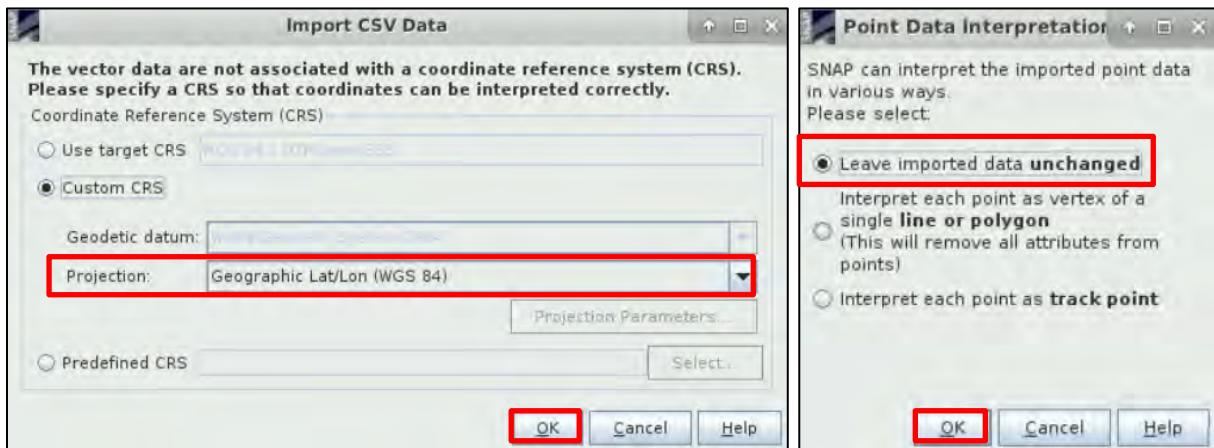 Import CSV Data
The vector data are not associated with a coordinate reference system (CRS).
Please specify a CRS so that coordinates can be interpreted correctly.
Coordinate Reference System (CRS)
Use target CRS
Custom CRS
Geodetic datum:
Projection: Geographic Lat/Lon (WGS 84)
Projection Parameters...
Predefined CRS Select...
OK Cancel Help
Point Data Interpretation
SNAP can interpret the imported point data
in various ways.
Please select:
Leave imported data unchanged
Interpret each point as vertex of a
single line or polygon
(This will remove all attributes from
points)
Interpret each point as track point
OK Cancel Help